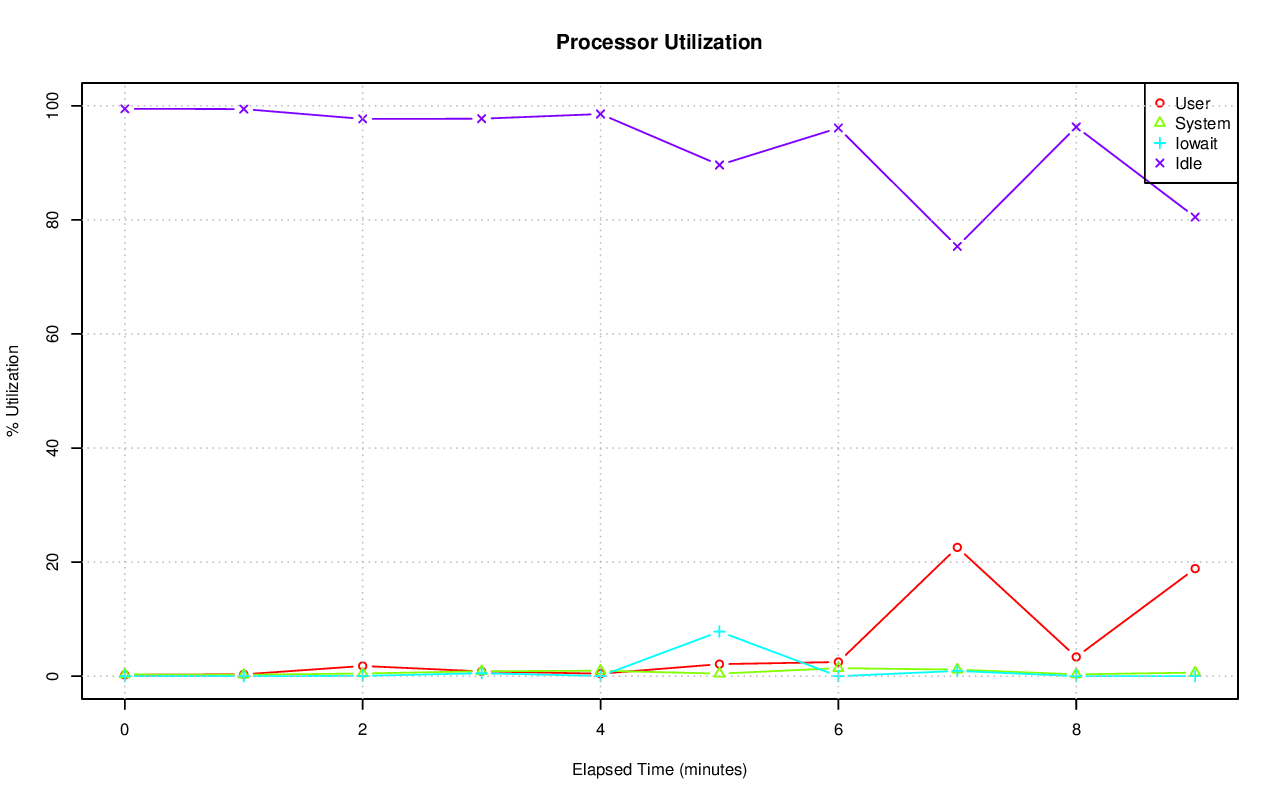 Processor Utilization
User
System
Iowait
Idle
100
80
60
40
20
0
% Utilization
0 2 4 6 8
Elapsed Time (minutes)